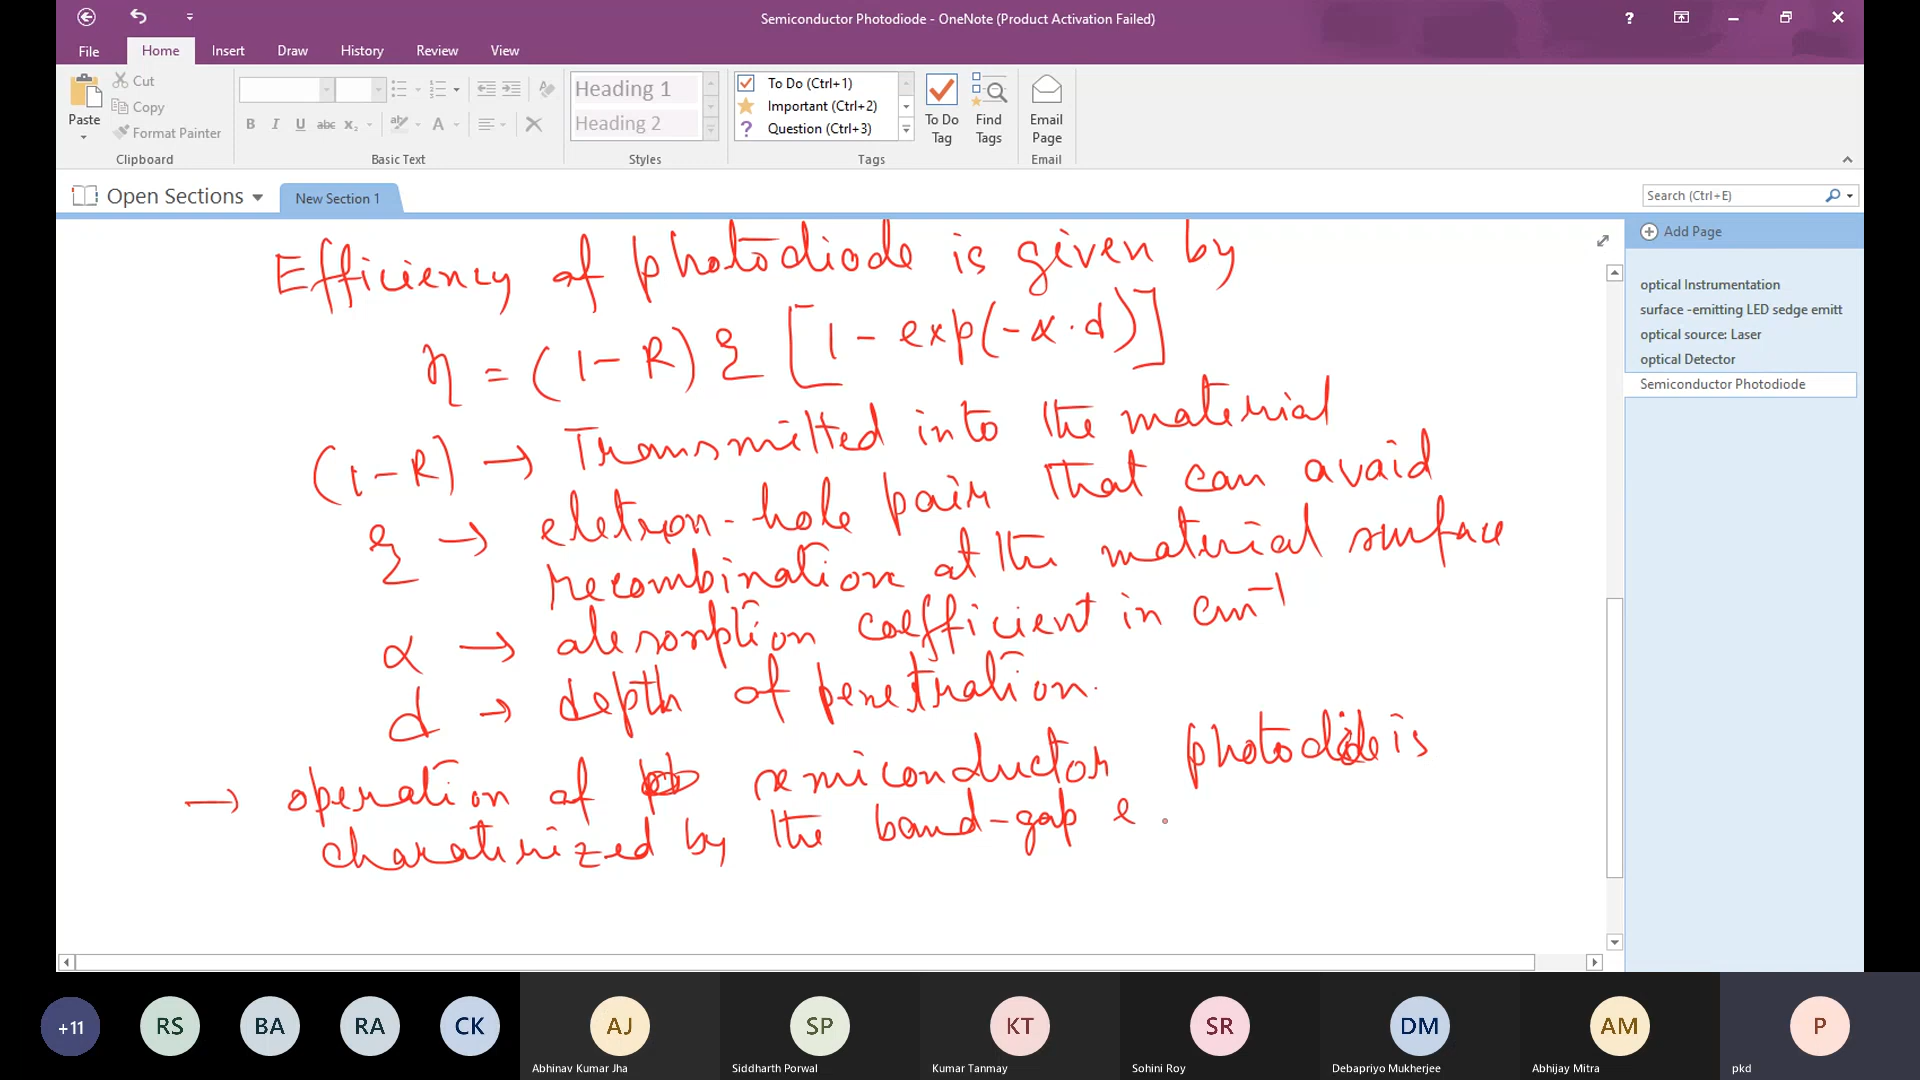 Semiconductor Photodiode - OneNote (Product Activation Failed)
File Home Insert Draw History Review View
Paste
Cut
Copy
Format Painter
Clipboard
B I U abc x₂ A
Basic Text
Heading 1
Heading 2
Styles
To Do (Ctrl+1)
Important (Ctrl+2)
Question (Ctrl+3)
Tags
To Do Tag
Find Tags
Email Page
Email
Open Sections
New Section 1
Search (Ctrl+E)
Add Page
optical Instrumentation
surface -emitting LED sedge emitt
optical source: Laser
optical Detector
Semiconductor Photodiode
Efficiency of photodiode is given by
η = (1-R) ξ [1 - exp(-α.d)]
(1-R) → Transmitted into the material
ξ → eletron-hole pair that can avaid
recombination at the material surface
α → absorption coefficient in cm⁻¹
d → depth of penetration.
→ operation of semiconductor photodide is
charaterized by the band-gap e
+11 RS BA RA CK AJ SP KT SR DM AM P
Abhinav Kumar Jha Siddharth Porwal Kumar Tanmay Sohini Roy Debapriyo Mukherjee Abhijay Mitra pkd